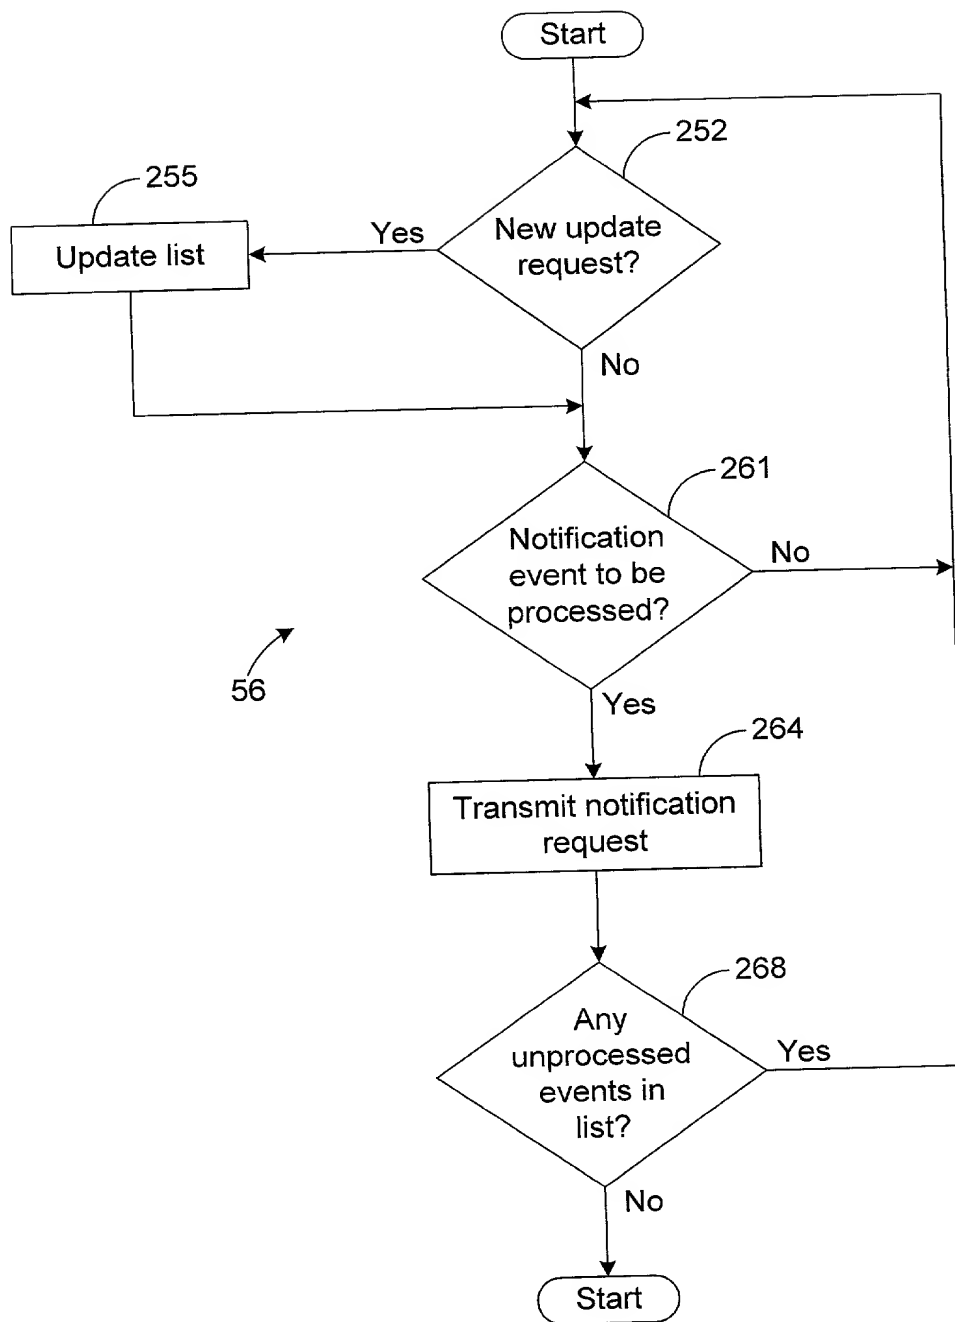 Start
252
255
New update
request?
Yes
Update list
No
261
Notification
event to be
processed?
No
56
Yes
264
Transmit notification
request
268
Any
unprocessed
events in
list?
Yes
No
Start